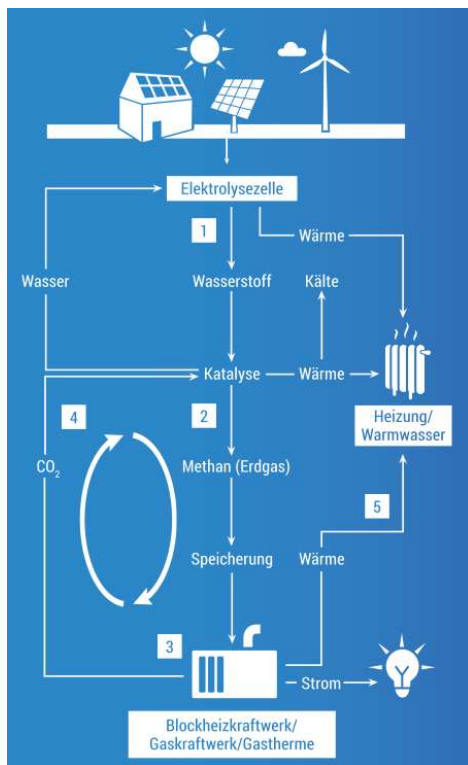 Elektrolysezelle
1
Wärme
Wasser
Wasserstoff
Kälte
Katalyse
Wärme
4
2
Heizung/
Warmwasser
CO₂
Methan (Erdgas)
5
Speicherung
Wärme
3
Strom
Blockheizkraftwerk/
Gaskraftwerk/Gastherme